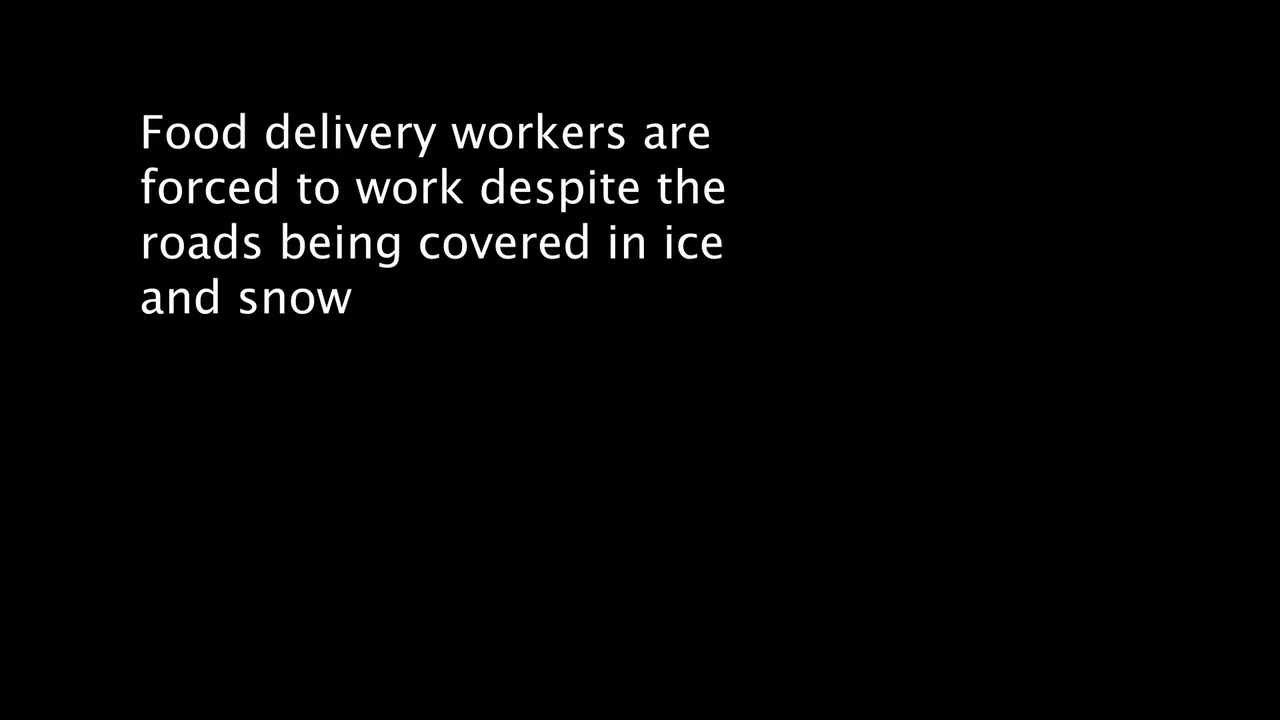 Food delivery workers are
forced to work despite the
roads being covered in ice
and snow